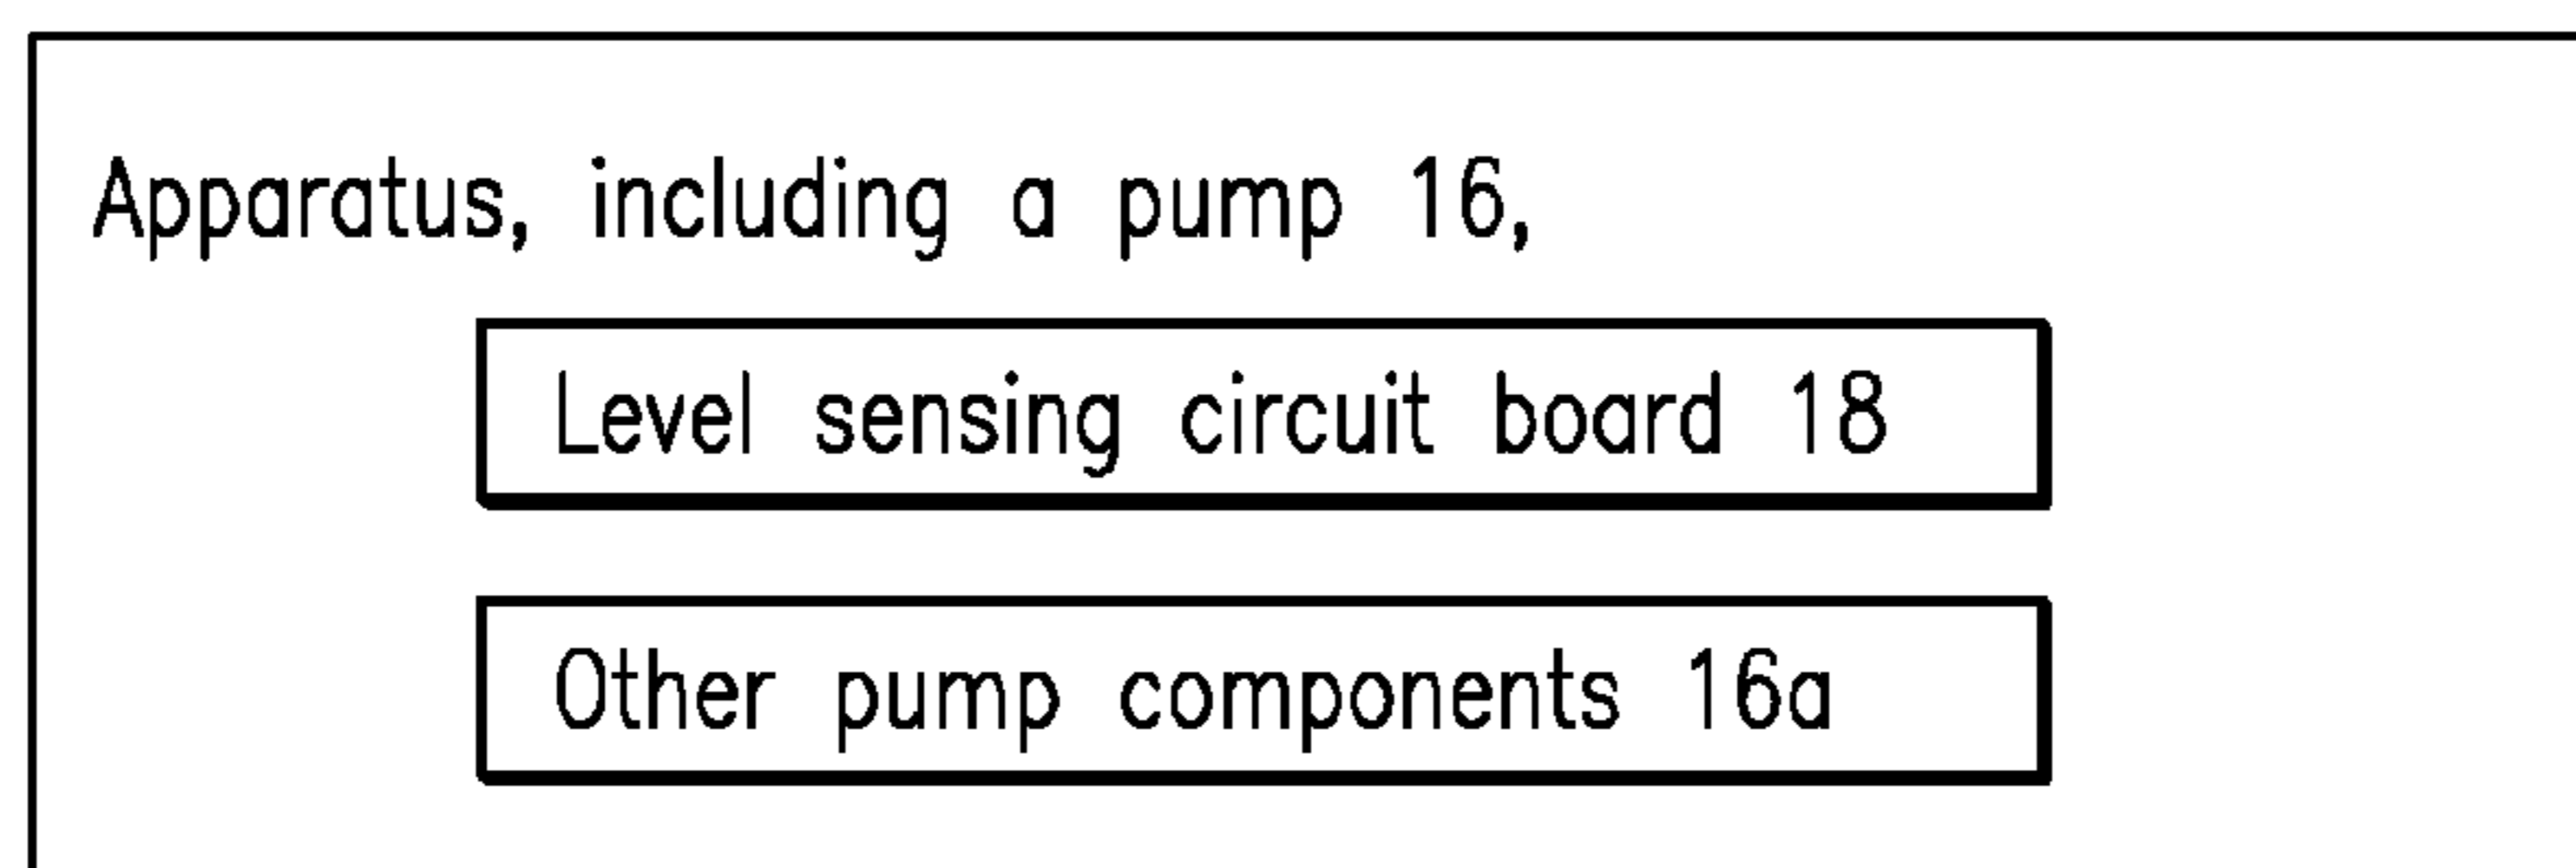 Apparatus, including a pump 16,
Level sensing circuit board 18
Other pump components 16a